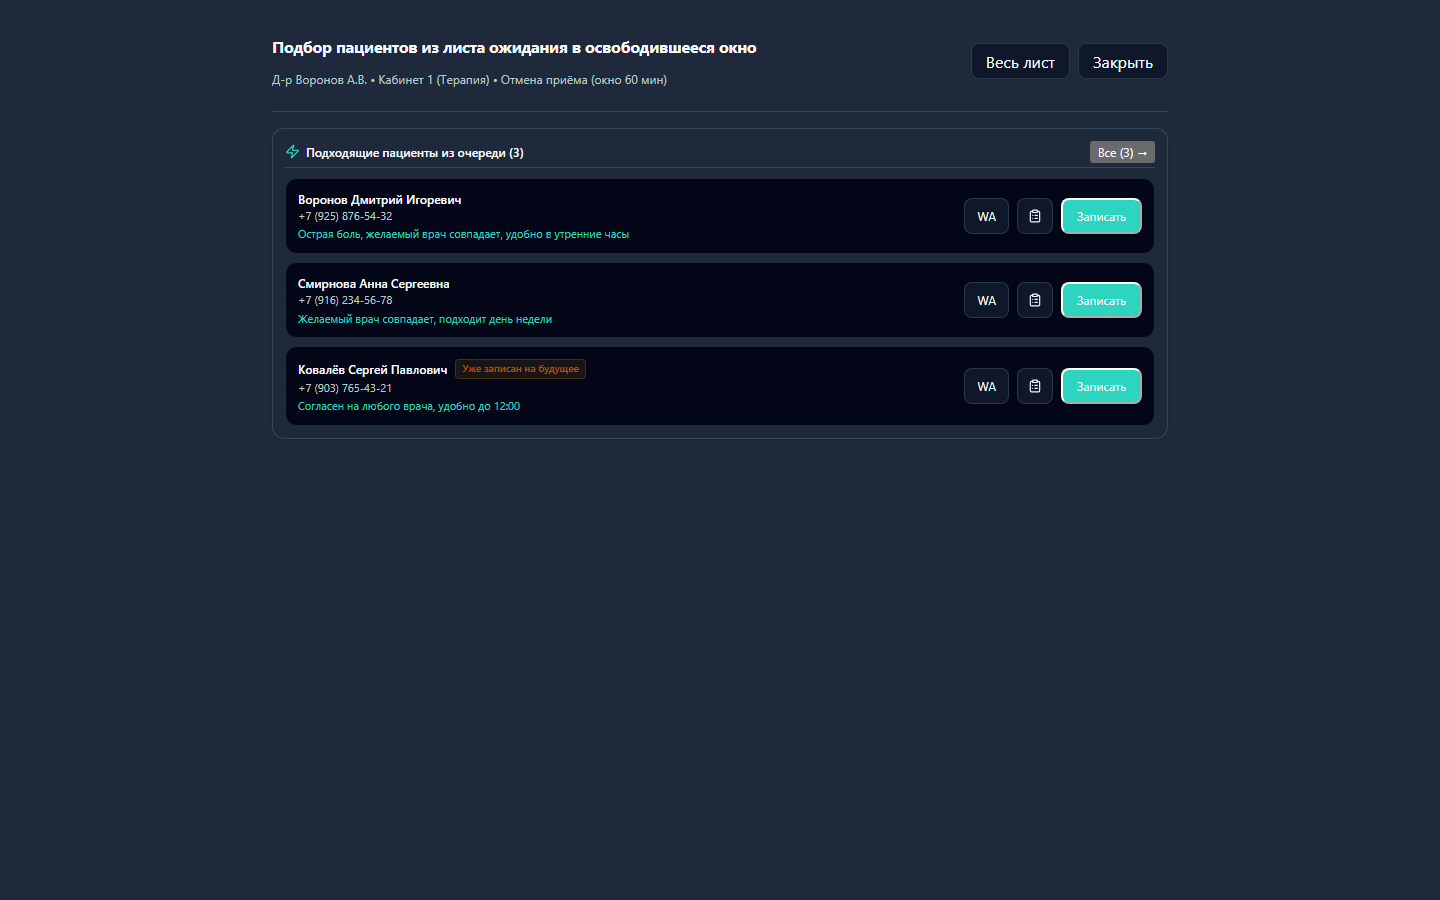 Подбор пациентов из листа ожидания в освободившееся окно
Д-р Воронов А.В. • Кабинет 1 (Терапия) • Отмена приёма (окно 60 мин)
Весь лист
Закрыть
Подходящие пациенты из очереди (3)
Все (3) →
Воронов Дмитрий Игоревич
+7 (925) 876-54-32
Острая боль, желаемый врач совпадает, удобно в утренние часы
WA
Записать
Смирнова Анна Сергеевна
+7 (916) 234-56-78
Желаемый врач совпадает, подходит день недели
WA
Записать
Ковалёв Сергей Павлович
Уже записан на будущее
+7 (903) 765-43-21
Согласен на любого врача, удобно до 12:00
WA
Записать